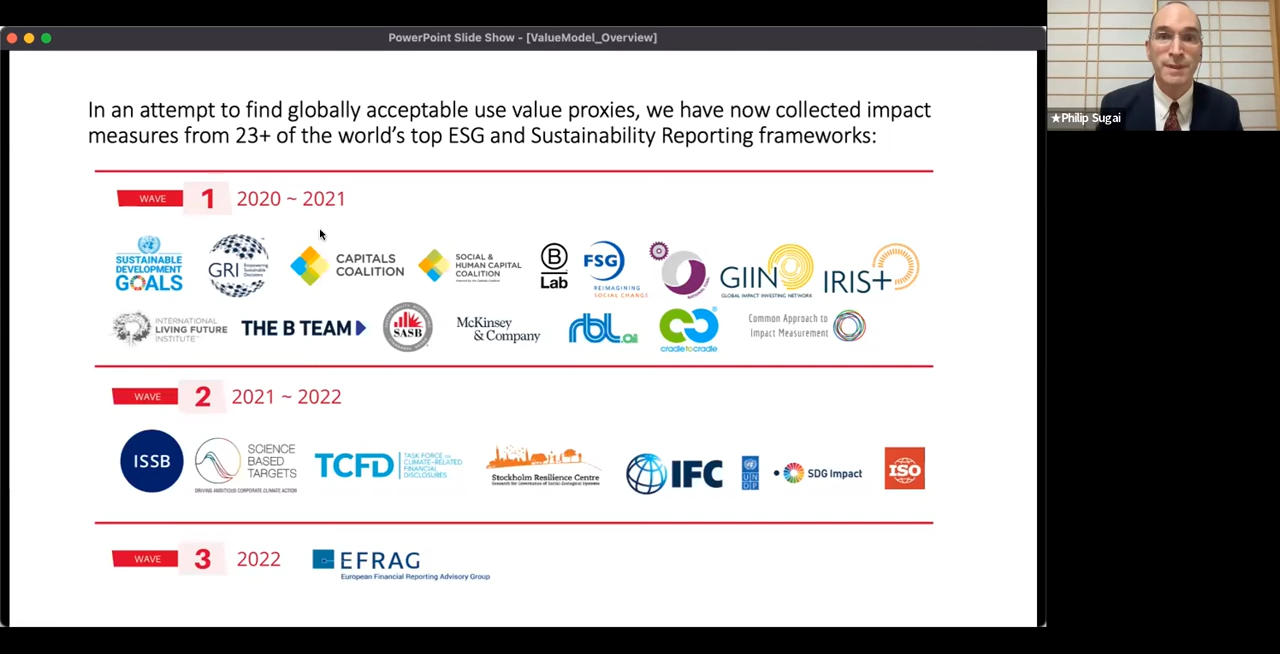 PowerPoint Slide Show - [ValueModel_Overview]
★Philip Sugai
In an attempt to find globally acceptable use value proxies, we have now collected impact
measures from 23+ of the world's top ESG and Sustainability Reporting frameworks:
WAVE 1 2020 ~ 2021
SUSTAINABLE
DEVELOPMENT
GOALS
GRI Empowering
Sustainable
Decisions
CAPITALS
COALITION
SOCIAL &
HUMAN CAPITAL
COALITION
B
Lab
FSG
REIMAGINING
SOCIAL CHANGE
GIIN
GLOBAL IMPACT INVESTING NETWORK
IRIS+
INTERNATIONAL
LIVING FUTURE
INSTITUTE
THE B TEAM
SASB
McKinsey
& Company
rbl.ai
cradletocradle
Common Approach to
Impact Measurement
WAVE 2 2021 ~ 2022
ISSB
SCIENCE
BASED
TARGETS
DRIVING AMBITIOUS CORPORATE CLIMATE ACTION
TCFD
TASK FORCE ON
CLIMATE-RELATED
FINANCIAL
DISCLOSURES
Stockholm Resilience Centre
IFC
UN
DP
SDG Impact
ISO
WAVE 3 2022
EFRAG
European Financial Reporting Advisory Group